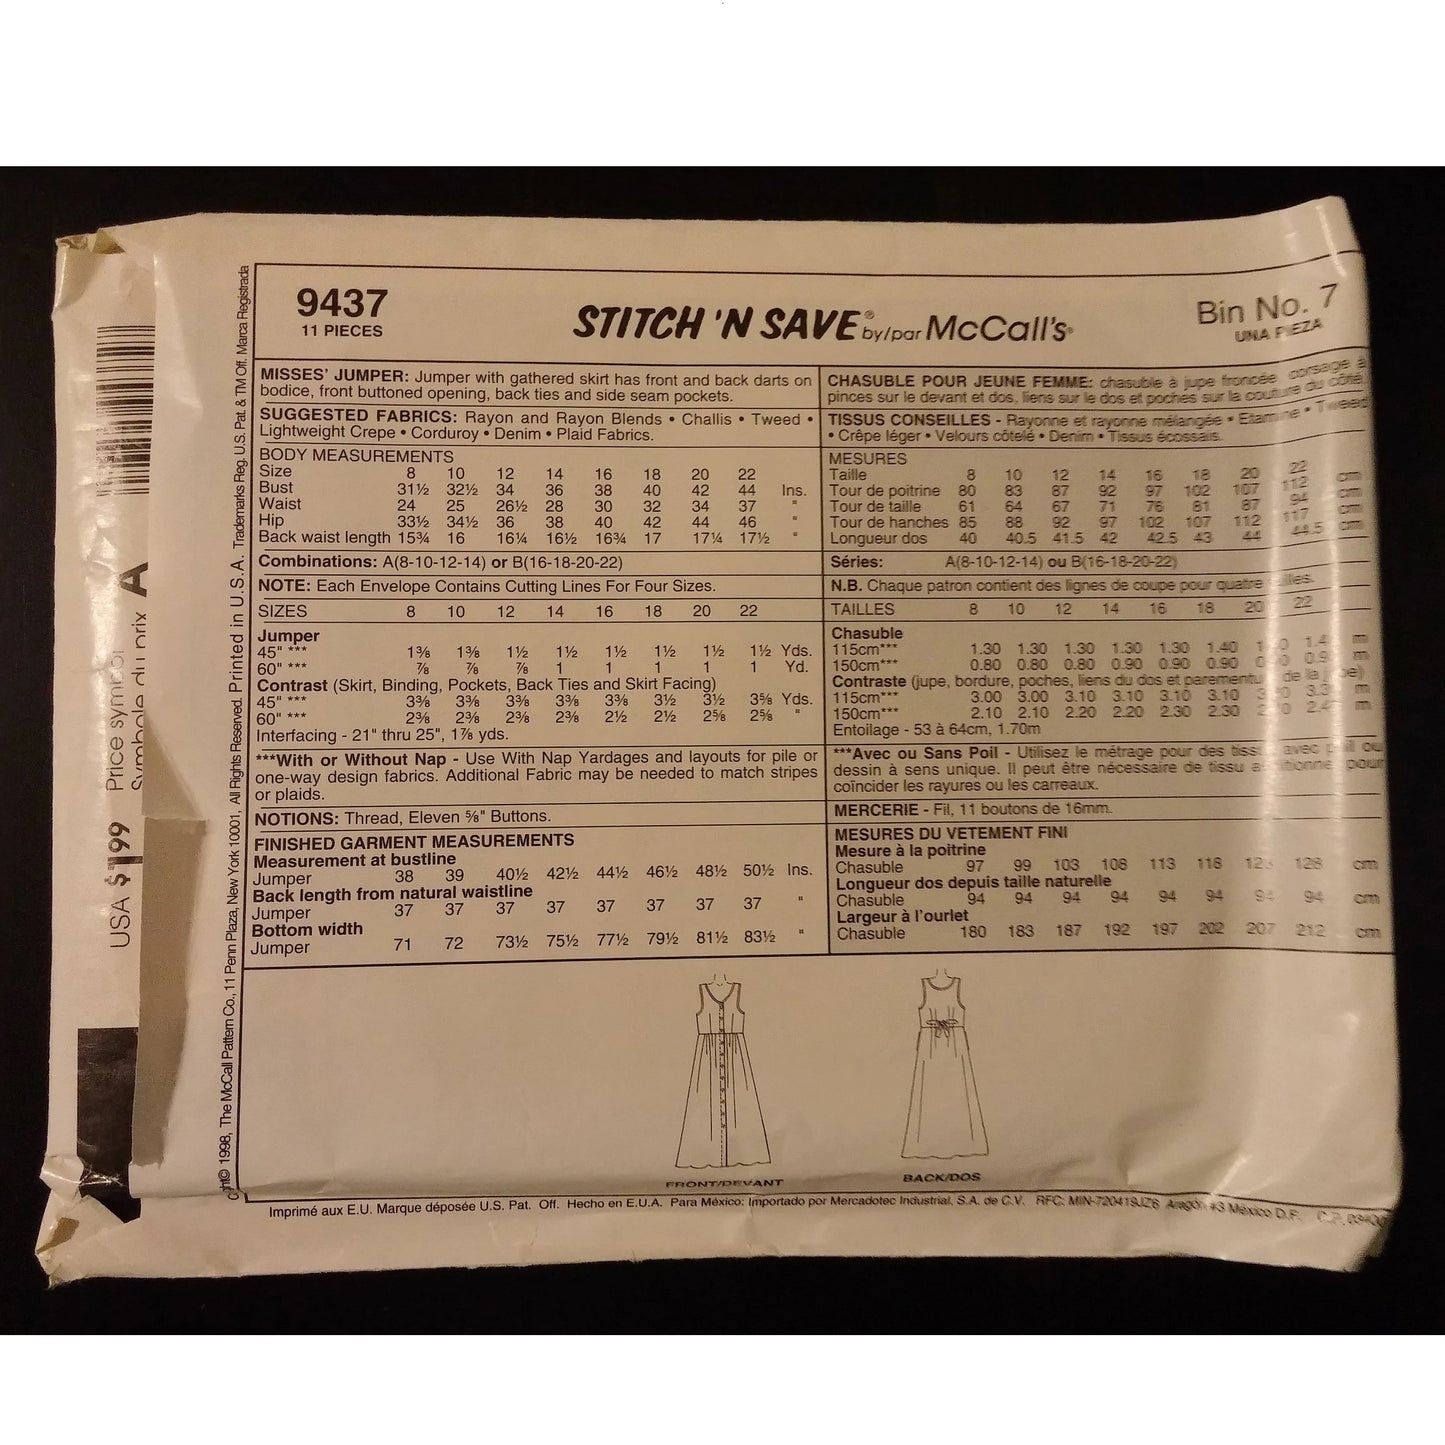 9437
11 PIECES
STITCH 'N SAVE® by/par McCall's®
Bin No. 7
UNA PIEZA
MISSES' JUMPER: Jumper with gathered skirt has front and back darts on
bodice, front buttoned opening, back ties and side seam pockets.
SUGGESTED FABRICS: Rayon and Rayon Blends • Challis • Tweed •
Lightweight Crepe • Corduroy • Denim • Plaid Fabrics.
BODY MEASUREMENTS
Size 8 10 12 14 16 18 20 22
Bust 31½ 32½ 34 36 38 40 42 44 Ins.
Waist 24 25 26½ 28 30 32 34 37 "
Hip 33½ 34½ 36 38 40 42 44 46 "
Back waist length 15¾ 16 16¼ 16½ 16¾ 17 17¼ 17½ "
Combinations: A(8-10-12-14) or B(16-18-20-22)
NOTE: Each Envelope Contains Cutting Lines For Four Sizes.
SIZES 8 10 12 14 16 18 20 22
Jumper
45" *** 1⅜ 1⅜ 1½ 1½ 1½ 1½ 1½ 1½ Yds.
60" *** ⅞ ⅞ ⅞ 1 1 1 1 1 Yd.
Contrast (Skirt, Binding, Pockets, Back Ties and Skirt Facing)
45" *** 3⅜ 3⅜ 3⅜ 3⅜ 3⅜ 3½ 3½ 3⅝ Yds.
60" *** 2⅜ 2⅜ 2⅜ 2⅜ 2½ 2½ 2⅝ 2⅝ "
Interfacing - 21" thru 25", 1⅞ yds.
***With or Without Nap - Use With Nap Yardages and layouts for pile or
one-way design fabrics. Additional Fabric may be needed to match stripes
or plaids.
NOTIONS: Thread, Eleven ⅝" Buttons.
FINISHED GARMENT MEASUREMENTS
Measurement at bustline
Jumper 38 39 40½ 42½ 44½ 46½ 48½ 50½ Ins.
Back length from natural waistline
Jumper 37 37 37 37 37 37 37 37 "
Bottom width
Jumper 71 72 73½ 75½ 77½ 79½ 81½ 83½ "
CHASUBLE POUR JEUNE FEMME: chasuble à jupe froncée corsage à
pinces sur le devant et dos, liens sur le dos et poches sur la couture du côté.
TISSUS CONSEILLES - Rayonne et rayonne mélangée • Etamine • Tweed
• Crêpe léger • Velours côtelé • Denim • Tissus écossais.
MESURES
Taille 8 10 12 14 16 18 20 22
Tour de poitrine 80 83 87 92 97 102 107 112 cm
Tour de taille 61 64 67 71 76 81 87 94 cm
Tour de hanches 85 88 92 97 102 107 112 117 cm
Longueur dos 40 40.5 41.5 42 42.5 43 44 44.5 cm
Séries: A(8-10-12-14) ou B(16-18-20-22)
N.B. Chaque patron contient des lignes de coupe pour quatre
TAILLES 8 10 12 14 16 18 20 22
Chasuble
115cm*** 1.30 1.30 1.30 1.30 1.30 1.40 m
150cm*** 0.80 0.80 0.80 0.90 0.90 0.90 m
Contraste (jupe, bordure, poches, liens du dos et parementu de la
115cm*** 3.00 3.00 3.10 3.10 3.10 3.10 m
150cm*** 2.10 2.10 2.20 2.20 2.30 2.30 m
Entoilage - 53 à 64cm, 1.70m
***Avec ou Sans Poil - Utilisez le métrage pour des avec ou
dessin à sens unique. Il peut être nécessaire de tissu pour
coïncider les rayures ou les carreaux.
MERCERIE - Fil, 11 boutons de 16mm.
MESURES DU VETEMENT FINI
Mesure à la poitrine
Chasuble 97 99 103 108 113 118 128 cm
Longueur dos depuis taille naturelle
Chasuble 94 94 94 94 94 94 94 94 cm
Largeur à l'ourlet
Chasuble 180 183 187 192 197 202 207 212 cm
FRONT/DEVANT
BACK/DOS
Imprimé aux E.U. Marque déposée U.S. Pat. Off. Hecho en E.U.A. Para México: Importado por Mercadotec Industrial, S.A. de C.V. RFC: MIN-720419JZ6 Aragon #3 México D.F.
© 1998, The McCall Pattern Co., 11 Penn Plaza, New York 10001, All Rights Reserved. Printed in U.S.A. Trademarks Reg. U.S. Pat. & TM Off. Marca Registrada
USA $1.99
Price symbol
Symbole du prix
A